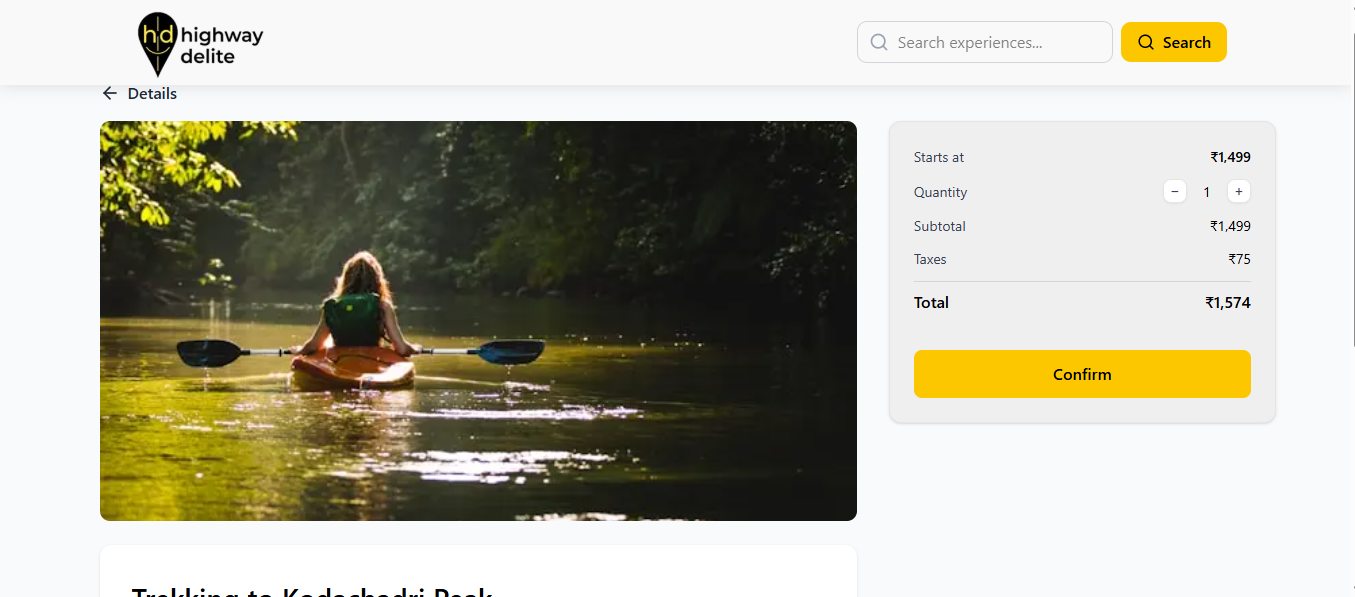 hd highway
delite
Search experiences...
Search
← Details
Starts at ₹1,499
Quantity − 1 +
Subtotal ₹1,499
Taxes ₹75
Total ₹1,574
Confirm
Trekking to Kodachadri Peak